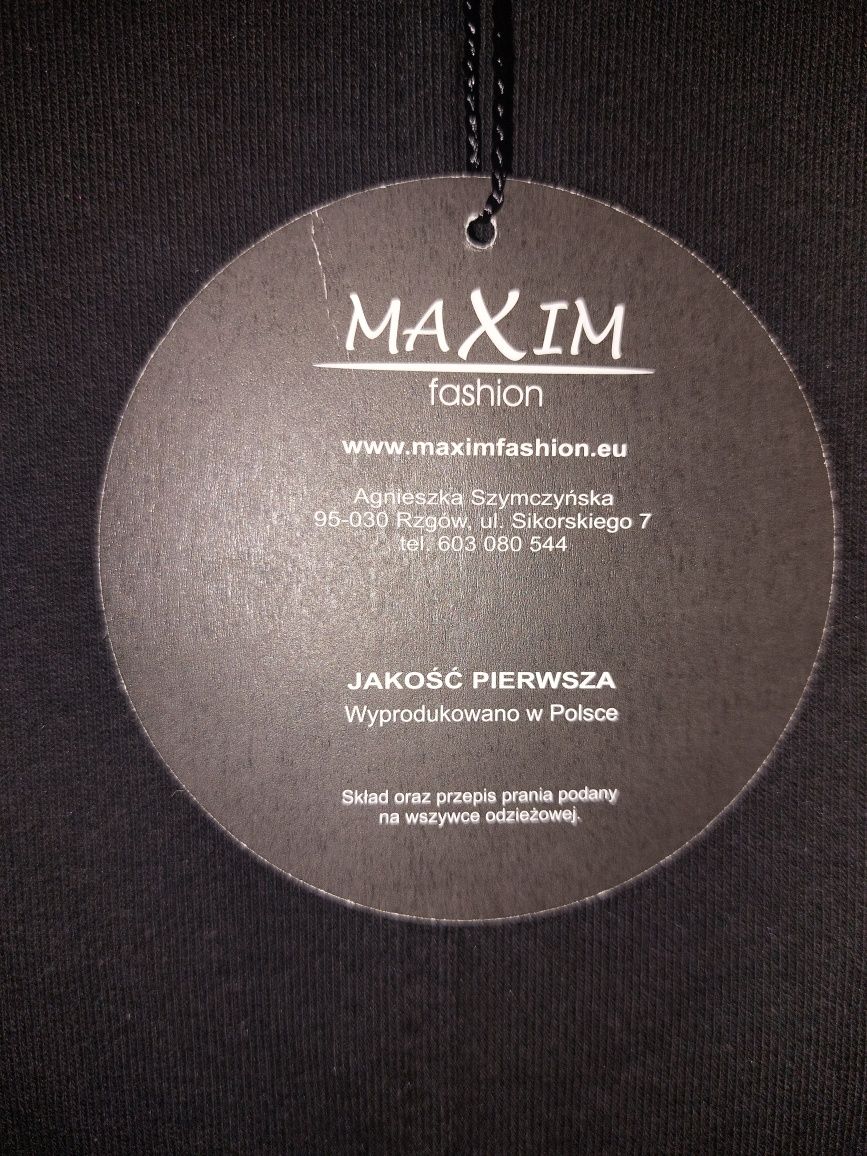 MAXIM
fashion
www.maximfashion.eu
Agnieszka Szymczyńska
95-030 Rzgów, ul. Sikorskiego 7
tel. 603 080 544
JAKOŚĆ PIERWSZA
Wyprodukowano w Polsce
Skład oraz przepis prania podany
na wszywce odzieżowej.